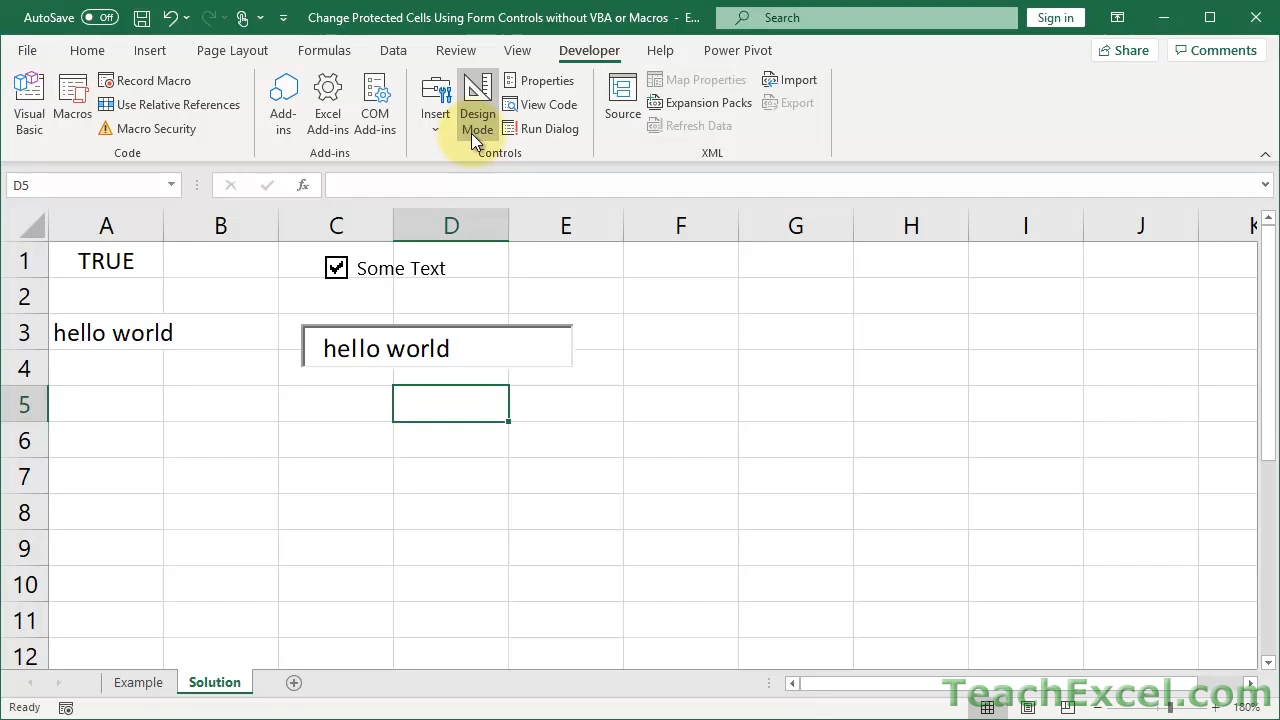 AutoSave Off Change Protected Cells Using Form Controls without VBA or Macros - E... Search Sign in
File Home Insert Page Layout Formulas Data Review View Developer Help Power Pivot Share Comments
Visual Basic
Macros
Record Macro
Use Relative References
Macro Security
Code
Add-ins
Excel Add-ins
COM Add-ins
Add-ins
Insert
Design Mode
Properties
View Code
Run Dialog
Controls
Source
Map Properties
Expansion Packs
Refresh Data
Import
Export
XML
D5 fx
A B C D E F G H I J K
1 TRUE Some Text
2
3 hello world hello world
4
5
6
7
8
9
10
11
12
Example Solution
Ready 180%
TeachExcel.com